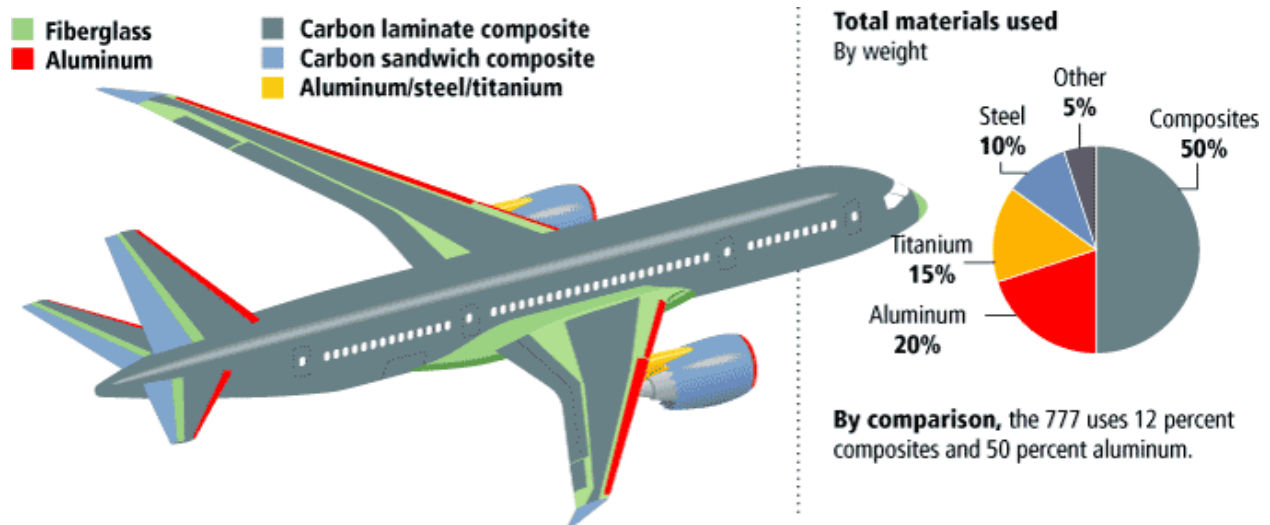 Fiberglass
Aluminum
Carbon laminate composite
Carbon sandwich composite
Aluminum/steel/titanium
Total materials used
By weight
Other
5%
Steel
10%
Composites
50%
Titanium
15%
Aluminum
20%
By comparison, the 777 uses 12 percent
composites and 50 percent aluminum.